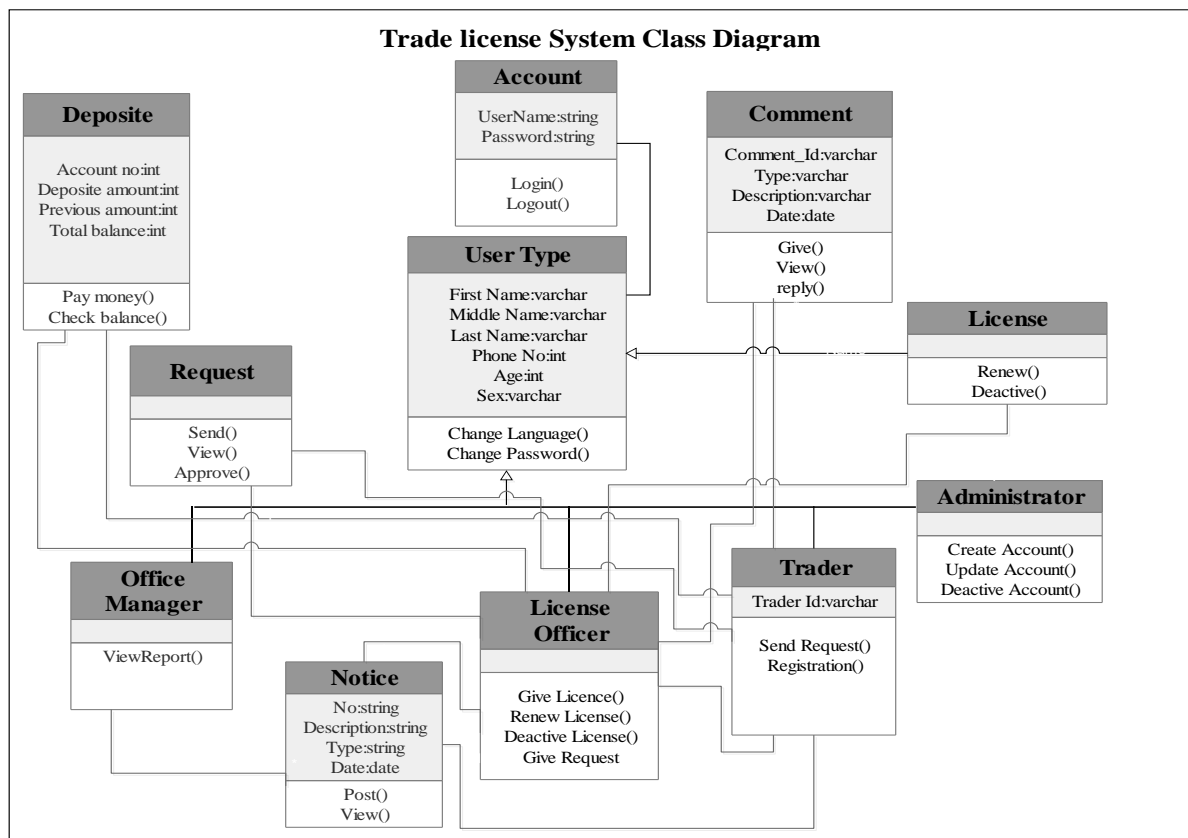 Trade license System Class Diagram
Account
UserName:string
Password:string
Login()
Logout()
Deposite
Account no:int
Deposite amount:int
Previous amount:int
Total balance:int
Pay money()
Check balance()
Comment
Comment_Id:varchar
Type:varchar
Description:varchar
Date:date
Give()
View()
reply()
User Type
First Name:varchar
Middle Name:varchar
Last Name:varchar
Phone No:int
Age:int
Sex:varchar
Change Language()
Change Password()
License
Renew()
Deactive()
Request
Send()
View()
Approve()
Administrator
Create Account()
Update Account()
Deactive Account()
Office
Manager
ViewReport()
License
Officer
Give Licence()
Renew License()
Deactive License()
Give Request
Trader
Trader Id:varchar
Send Request()
Registration()
Notice
No:string
Description:string
Type:string
Date:date
Post()
View()